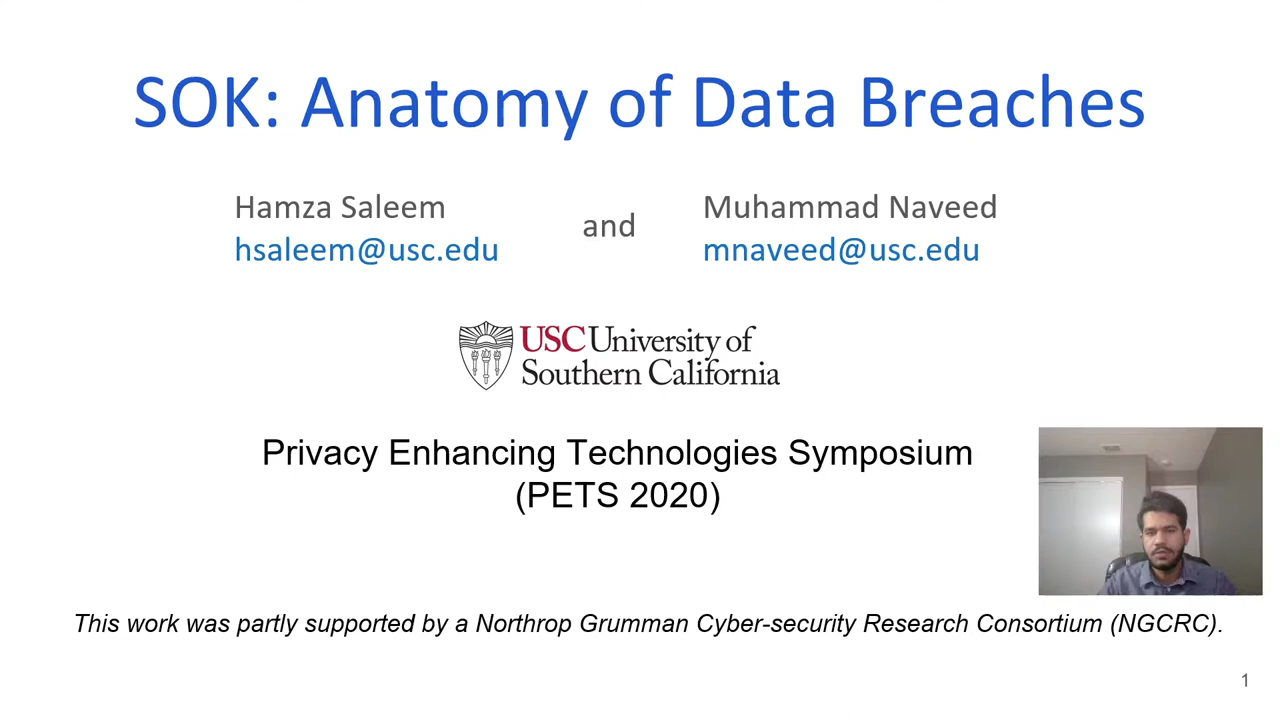 SOK: Anatomy of Data Breaches
Hamza Saleem
hsaleem@usc.edu
and
Muhammad Naveed
mnaveed@usc.edu
USC University of
Southern California
Privacy Enhancing Technologies Symposium
(PETS 2020)
This work was partly supported by a Northrop Grumman Cyber-security Research Consortium (NGCRC).
1